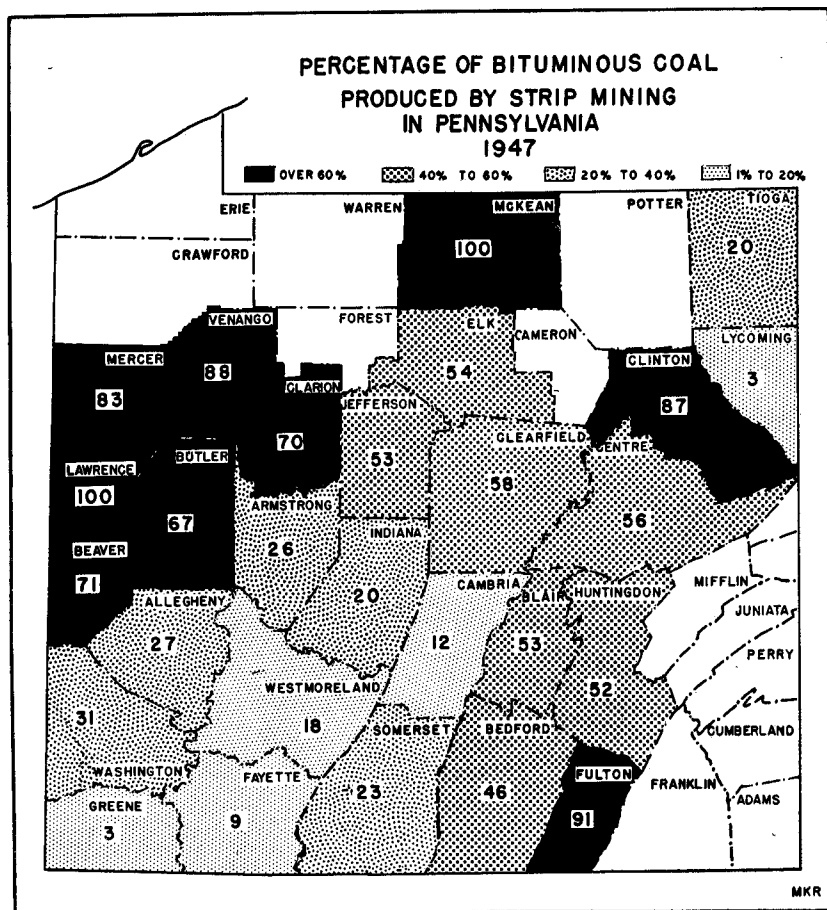 PERCENTAGE OF BITUMINOUS COAL
PRODUCED BY STRIP MINING
IN PENNSYLVANIA
1947
OVER 60% 40% TO 60% 20% TO 40% 1% TO 20%
ERIE WARREN McKEAN POTTER TIOGA
100 20
CRAWFORD
VENANGO FOREST ELK CAMERON LYCOMING
MERCER CLINTON
88 54 3
83 CLARION 87
JEFFERSON
70 CLEARFIELD CENTRE
LAWRENCE BUTLER 53
100 ARMSTRONG 58
67 26 INDIANA 56
BEAVER
71 ALLEGHENY 20 CAMBRIA BLAIR HUNTINGDON MIFFLIN
JUNIATA
27 12 53 PERRY
WESTMORELAND 52
31 18 SOMERSET BEDFORD CUMBERLAND
WASHINGTON FAYETTE FULTON FRANKLIN
GREENE 23 46 ADAMS
3 9 91
MKR